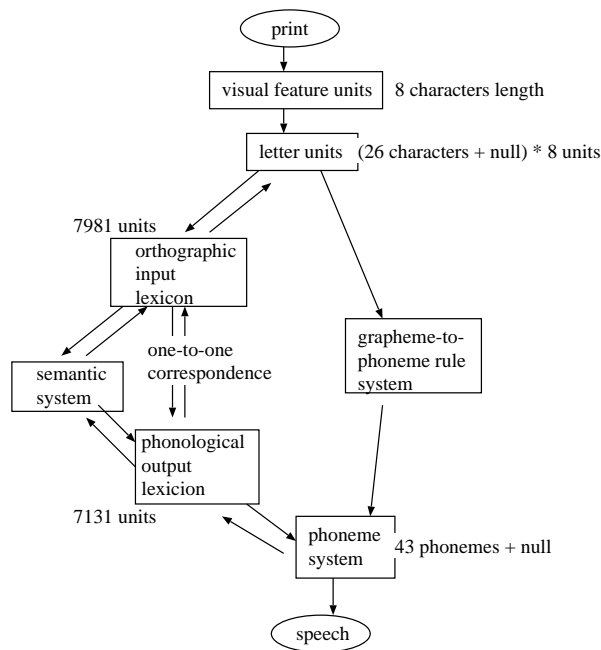 print
visual feature units
8 characters length
letter units
(26 characters + null) * 8 units
7981 units
orthographic
input
lexicon
one-to-one
correspondence
grapheme-to-
phoneme rule
system
semantic
system
phonological
output
lexicion
7131 units
phoneme
system
43 phonemes + null
speech